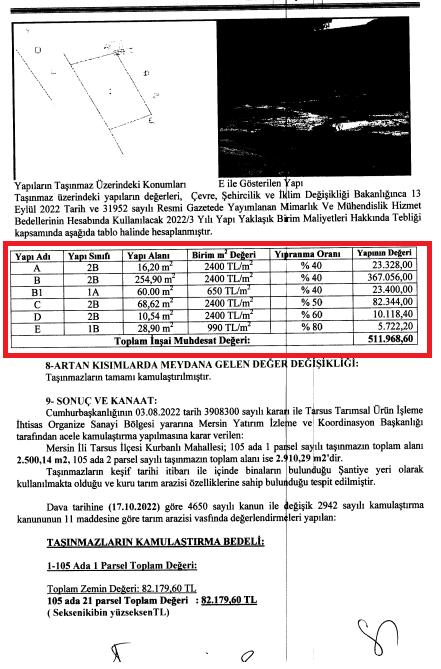 D
C
B
D
E
Yapıların Taşınmaz Üzerindeki Konumları E ile Gösterilen Yapı
Taşınmaz üzerindeki yapıların değerleri, Çevre, Şehircilik ve İklim Değişikliği Bakanlığınca 13
Eylül 2022 Tarih ve 31952 sayılı Resmi Gazetede Yayımlanan Mimarlık Ve Mühendislik Hizmet
Bedellerinin Hesabında Kullanılacak 2022/3 Yılı Yapı Yaklaşık Birim Maliyetleri Hakkında Tebliği
kapsamında aşağıda tablo halinde hesaplanmıştır.
Yapı Adı Yapı Sınıfı Yapı Alanı Birim m² Değeri Yıpranma Oranı Yapının Değeri
A 2B 16,20 m² 2400 TL/m² % 40 23.328,00
B 2B 254,90 m² 2400 TL/m² % 40 367.056,00
B1 1A 60.00 m² 650 TL/m² % 40 23.400,00
C 2B 68,62 m² 2400 TL/m² % 50 82.344,00
D 2B 10,54 m² 2400 TL/m² % 60 10.118,40
E 1B 28,90 m² 990 TL/m² % 80 5.722,20
Toplam İnşai Muhdesat Değeri: 511.968,60
8-ARTAN KISIMLARDA MEYDANA GELEN DEĞER DEĞİŞİKLİĞİ:
Taşınmazların tamamı kamulaştırılmıştır.
9- SONUÇ VE KANAAT:
Cumhurbaşkanlığının 03.08.2022 tarih 3908300 sayılı kararı ile Tarsus Tarımsal Ürün İşleme
İhtisas Organize Sanayi Bölgesi yararına Mersin Yatırım İzleme ve Koordinasyon Başkanlığı
tarafından acele kamulaştırma yapılmasına karar verilen:
Mersin İli Tarsus İlçesi Kurbanlı Mahallesi; 105 ada 1 parsel sayılı taşınmazın toplam alanı
2.500,14 m2, 105 ada 2 parsel sayılı taşınmazın toplam alanı ise 2.910,29 m2'dir.
Taşınmazların keşif tarihi itibarı ile içinde binaların bulunduğu Şantiye yeri olarak
kullanılmakta olduğu ve kuru tarım arazisi özelliklerine sahip bulunduğu tespit edilmiştir.
Dava tarihine (17.10.2022) göre 4650 sayılı kanun ile değişik 2942 sayılı kamulaştırma
kanununun 11 maddesine göre tarım arazisi vasfında değerlendirmeleri yapılan:
TAŞINMAZLARIN KAMULAŞTIRMA BEDELİ:
1-105 Ada 1 Parsel Toplam Değeri:
Toplam Zemin Değeri: 82.179,60 TL
105 ada 21 parsel Toplam Değeri : 82.179,60 TL
( Seksenikibin yüzseksenTL)